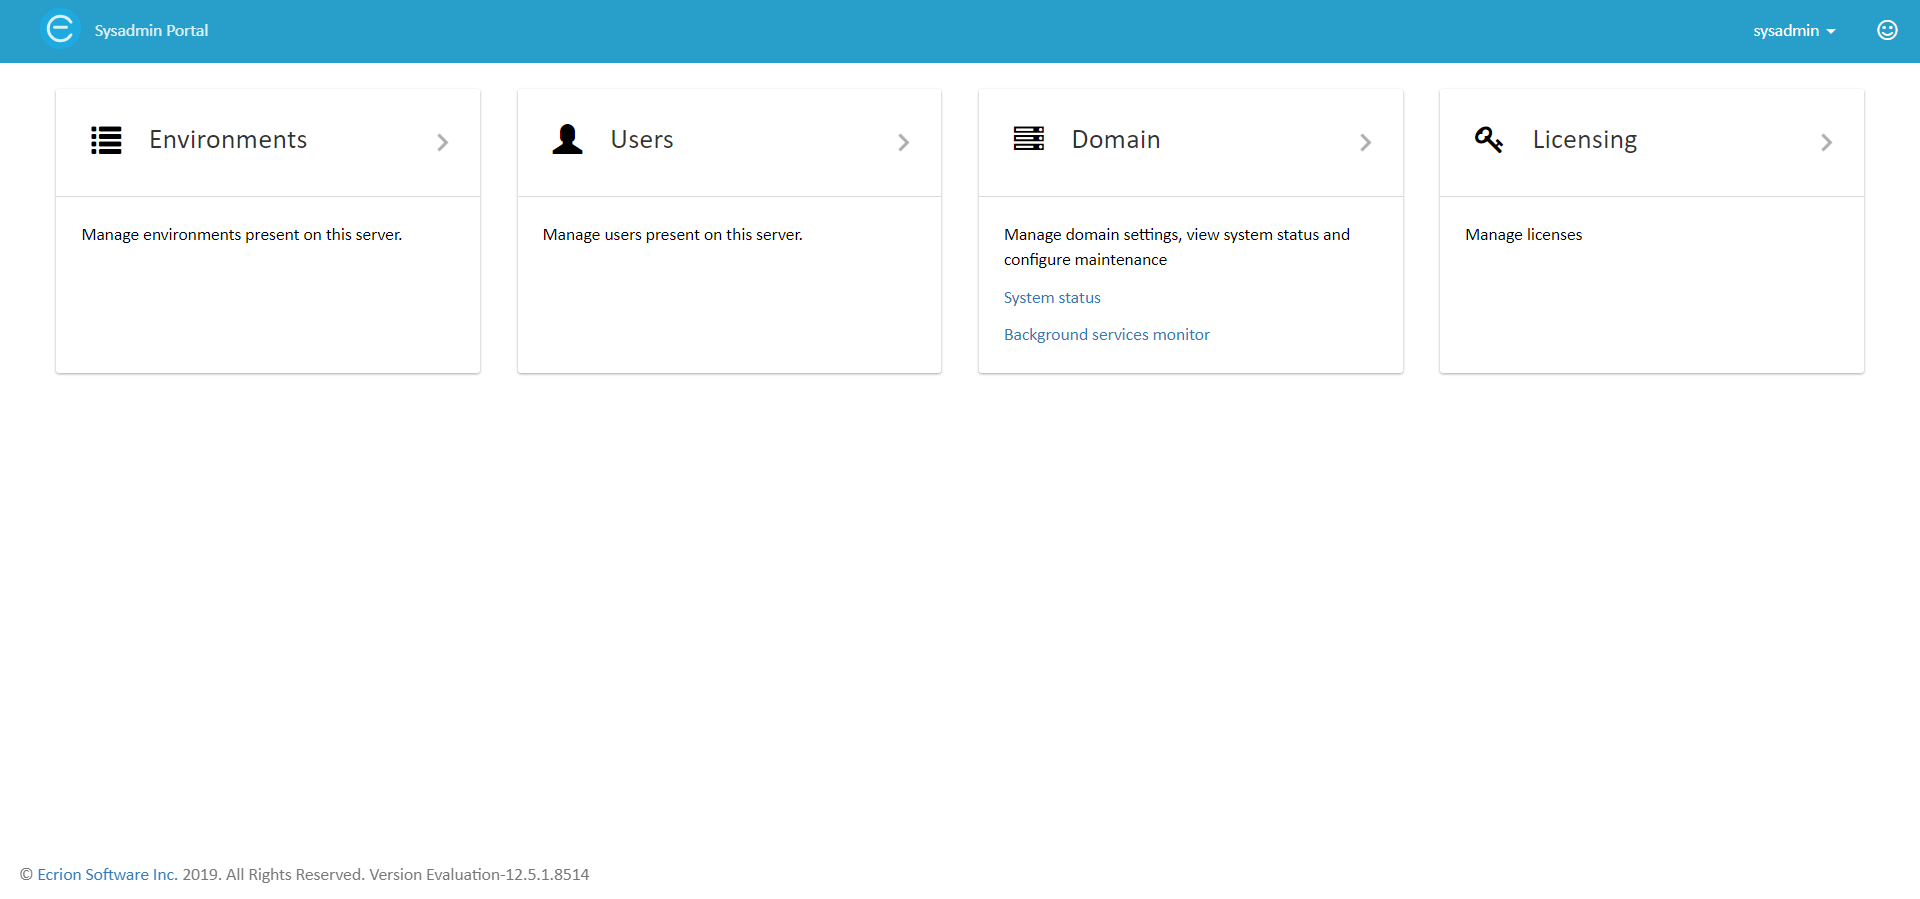 Sysadmin Portal
sysadmin
Environments
Manage environments present on this server.
Users
Manage users present on this server.
Domain
Manage domain settings, view system status and
configure maintenance
System status
Background services monitor
Licensing
Manage licenses
© Ecrion Software Inc. 2019. All Rights Reserved. Version Evaluation-12.5.1.8514